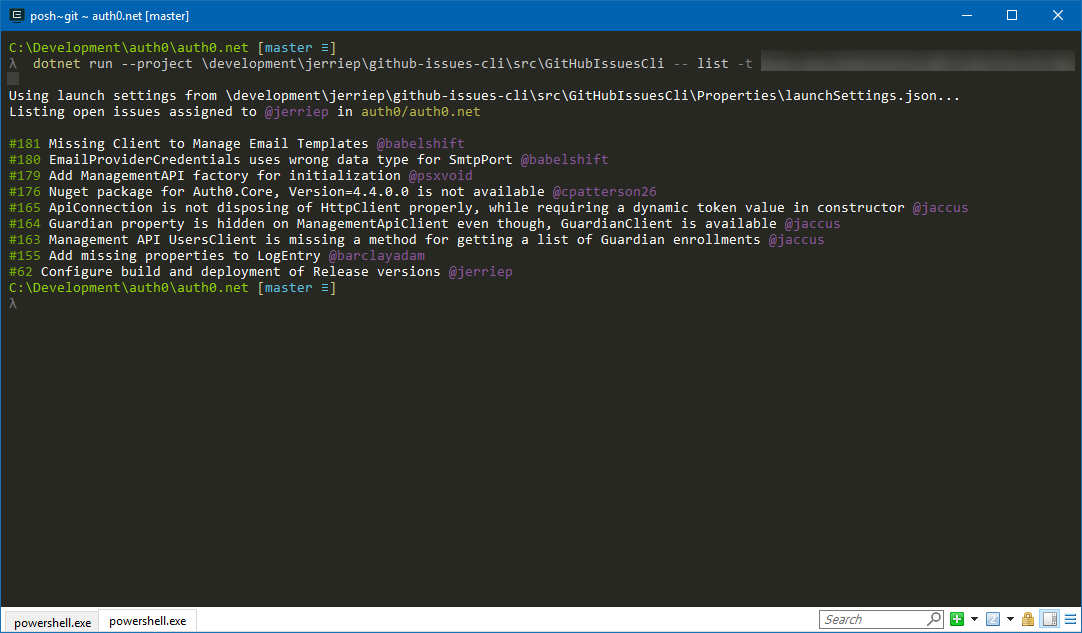 posh~git ~ auth0.net [master]
C:\Development\auth0\auth0.net [master ≡]
λ dotnet run --project \development\jerriep\github-issues-cli\src\GitHubIssuesCli -- list -t
Using launch settings from \development\jerriep\github-issues-cli\src\GitHubIssuesCli\Properties\launchSettings.json...
Listing open issues assigned to @jerriep in auth0/auth0.net
#181 Missing Client to Manage Email Templates @babelshift
#180 EmailProviderCredentials uses wrong data type for SmtpPort @babelshift
#179 Add ManagementAPI factory for initialization @psxvoid
#176 Nuget package for Auth0.Core, Version=4.4.0.0 is not available @cpatterson26
#165 ApiConnection is not disposing of HttpClient properly, while requiring a dynamic token value in constructor @jaccus
#164 Guardian property is hidden on ManagementApiClient even though, GuardianClient is available @jaccus
#163 Management API UsersClient is missing a method for getting a list of Guardian enrollments @jaccus
#155 Add missing properties to LogEntry @barclayadam
#62 Configure build and deployment of Release versions @jerriep
C:\Development\auth0\auth0.net [master ≡]
λ
powershell.exe powershell.exe Search